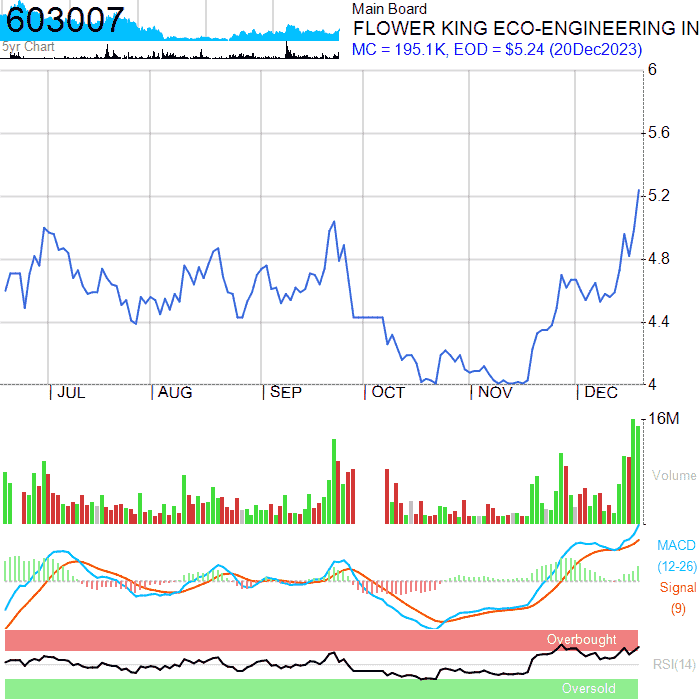 603007
5yr Chart
Main Board
FLOWER KING ECO-ENGINEERING IN
MC = 195.1K, EOD = $5.24 (20Dec2023)
6
5.6
5.2
4.8
4.4
4
JUL AUG SEP OCT NOV DEC
16M
Volume
MACD
(12-26)
Signal
(9)
Overbought
RSI(14)
Oversold